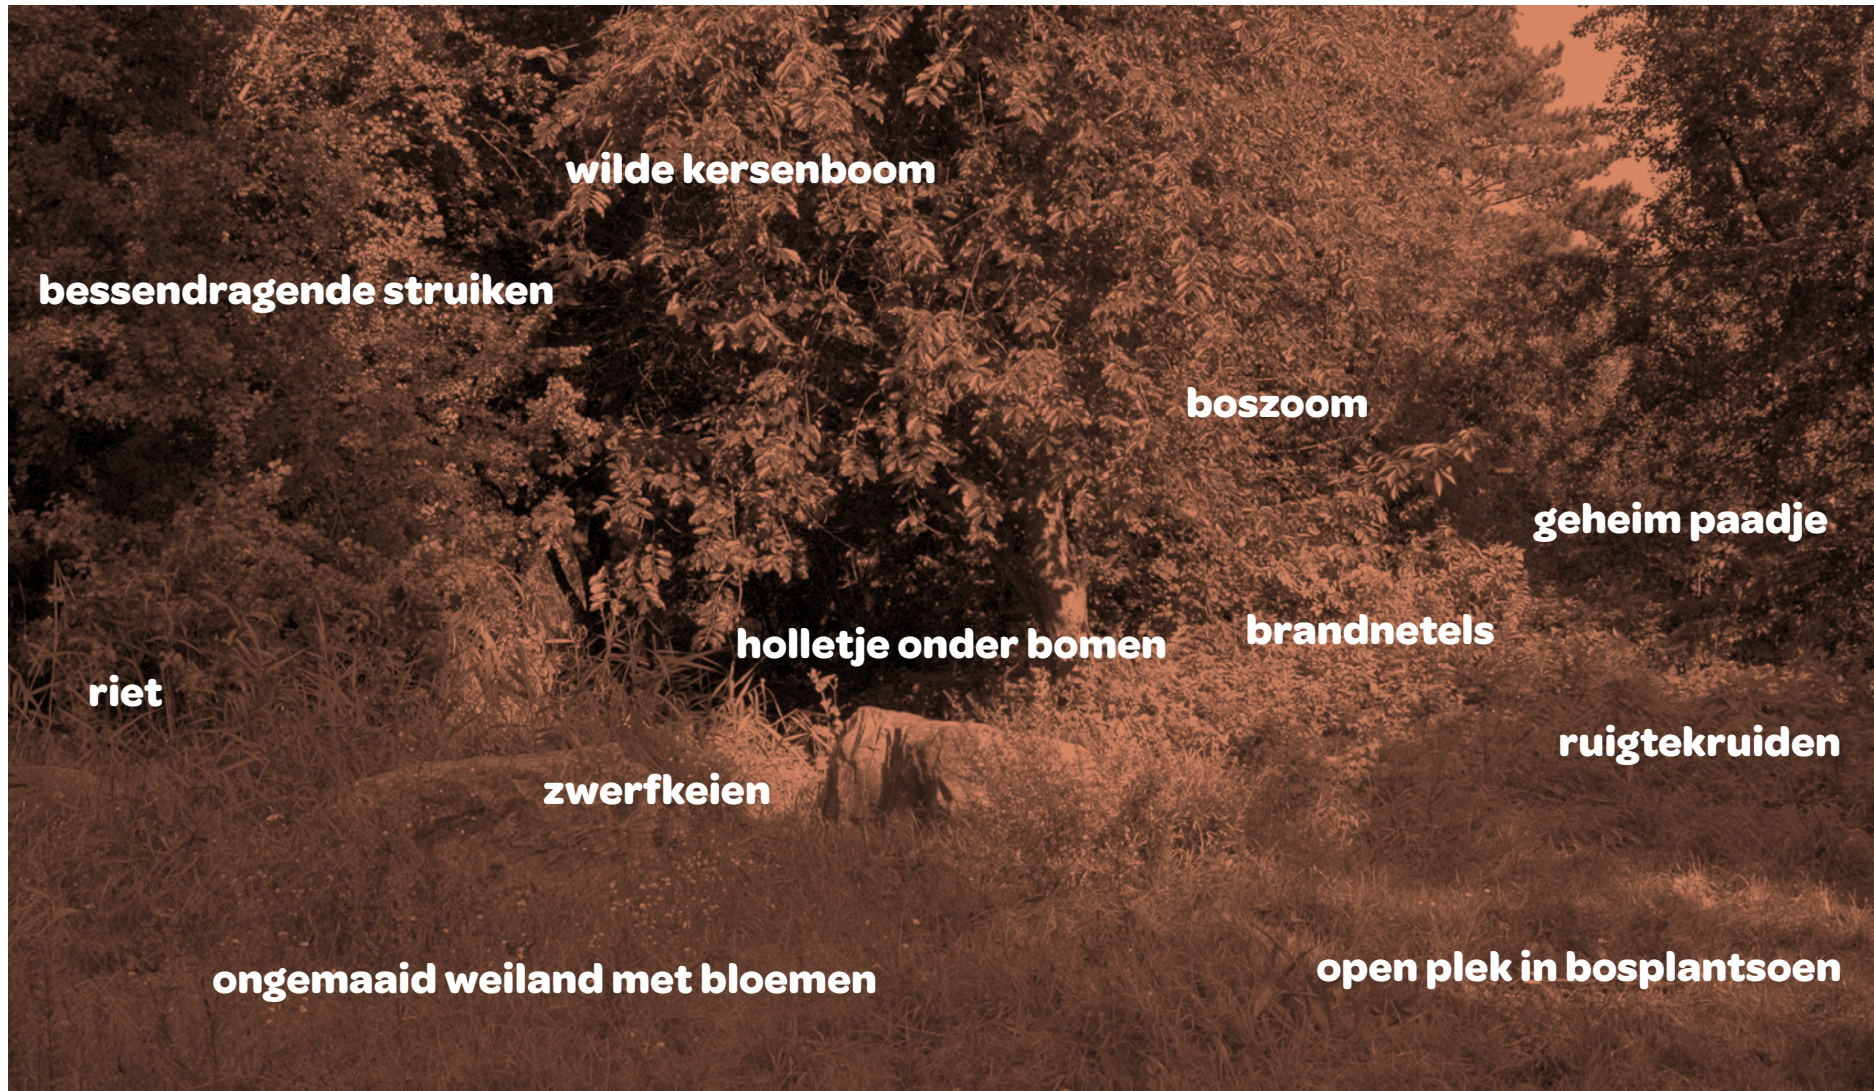 wilde kersenboom
bessendragende struiken
boszoom
geheim paadje
brandnetels
holletje onder bomen
riet
ruigtekruiden
zwerfkeien
open plek in bosplantsoen
ongemaaid weiland met bloemen